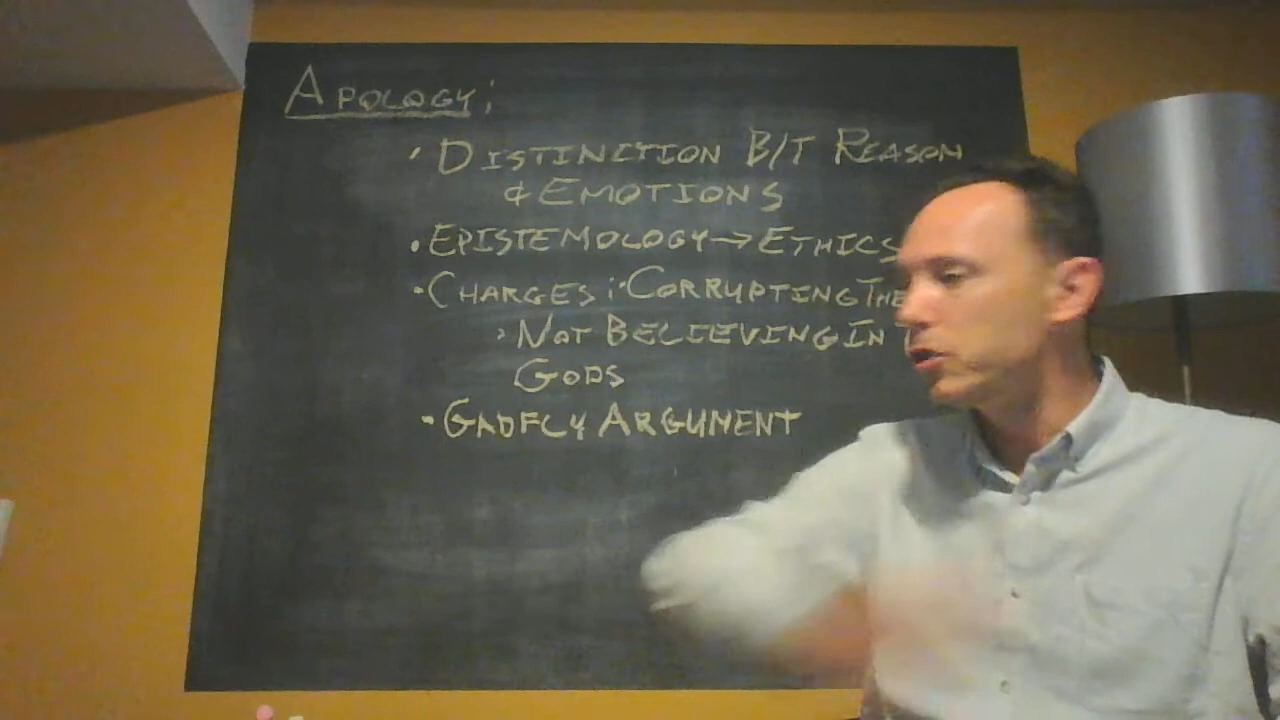 APOLOGY:
• DISTINCTION B/T REASON
& EMOTIONS
• EPISTEMOLOGY → ETHICS
• CHARGES: • CORRUPTING THE
• NOT BELIEVING IN
GODS
• GADFLY ARGUMENT